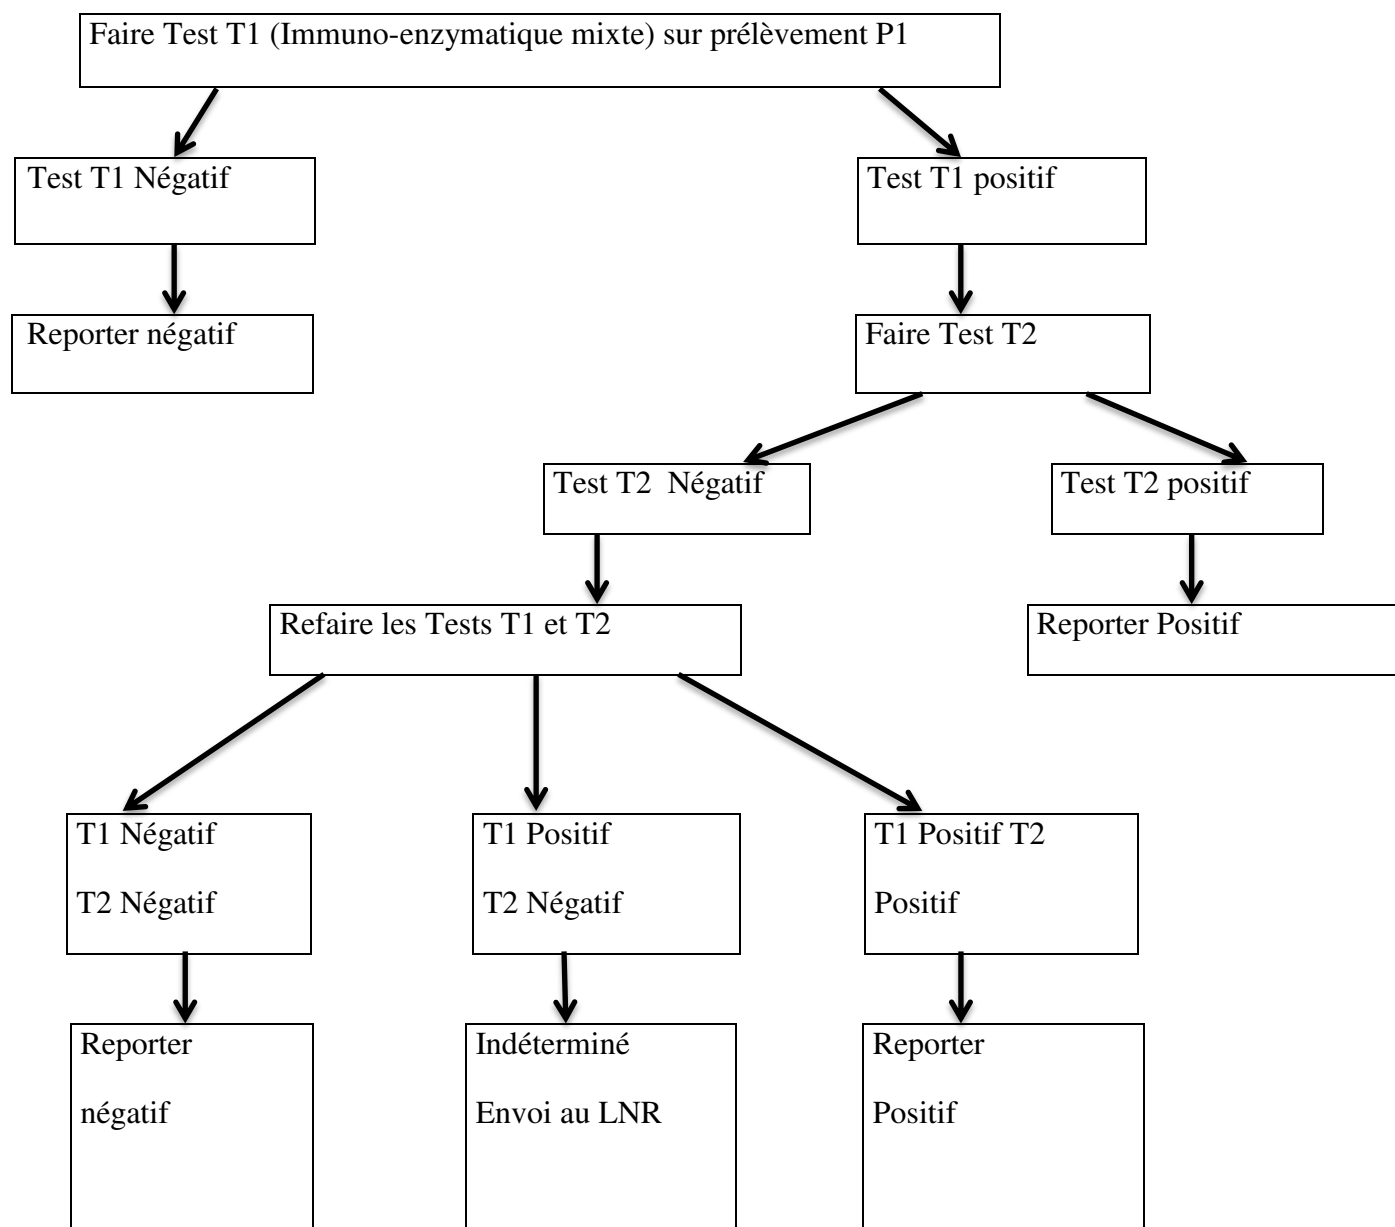 Faire Test T1 (Immuno-enzymatique mixte) sur prélèvement P1
Test T1 Négatif
Test T1 positif
Reporter négatif
Faire Test T2
Test T2  Négatif
Test T2 positif
Refaire les Tests T1 et T2
Reporter Positif
T1 Négatif
T2 Négatif
T1 Positif
T2 Négatif
T1 Positif T2
Positif
Reporter
négatif
Indéterminé
Envoi au LNR
Reporter
Positif